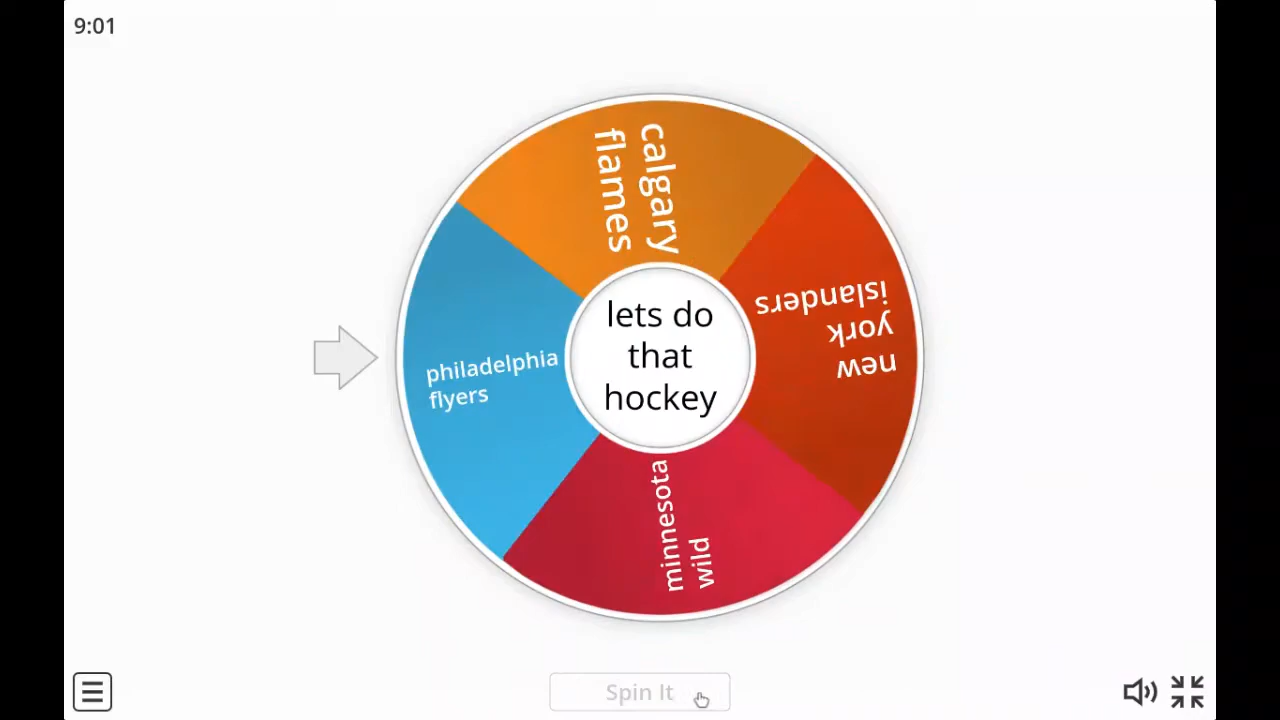 9:01
calgary
flames
new
york
islanders
philadelphia
flyers
lets do
that
hockey
minnesota
wild
Spin It